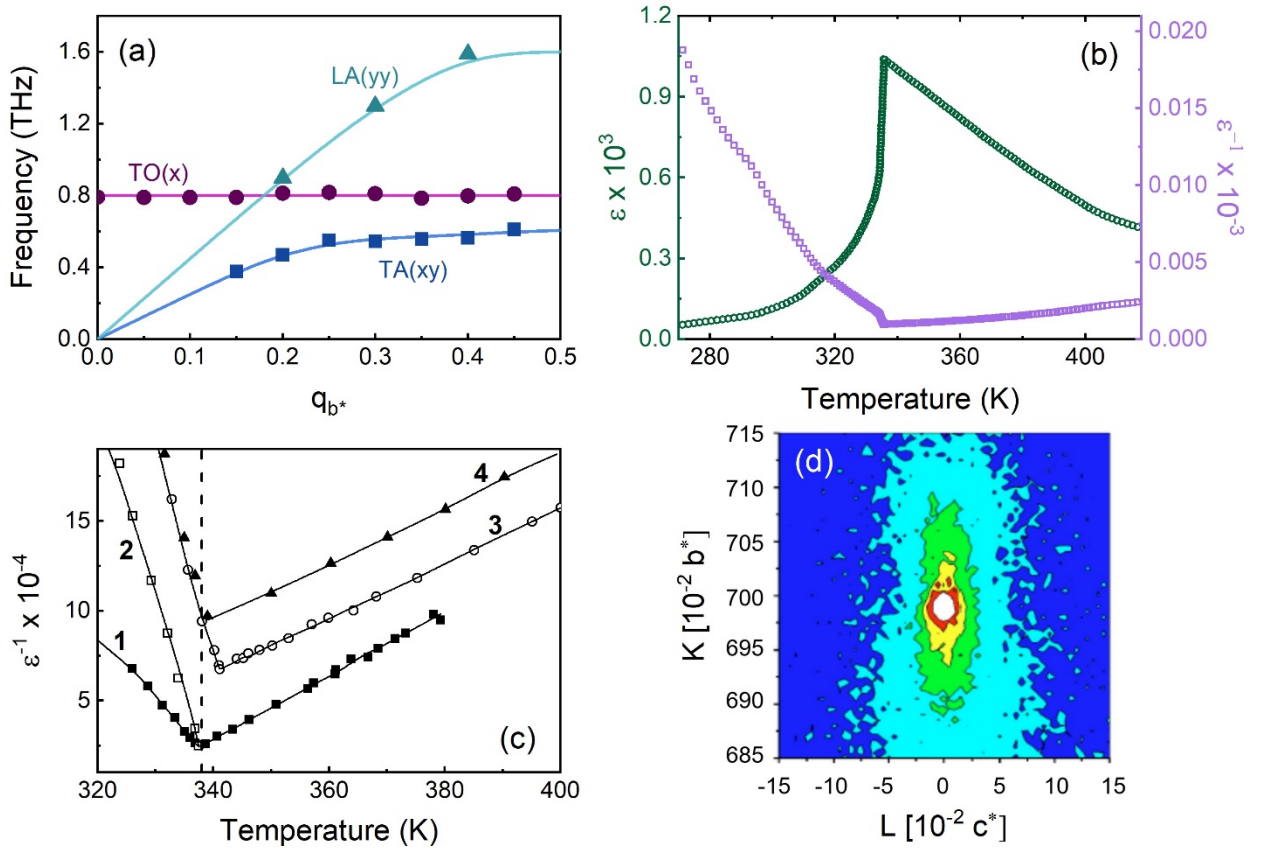 (a)
LA(yy)
TO(x)
TA(xy)
Frequency (THz)
1.6
1.2
0.8
0.4
0.0
0.0 0.1 0.2 0.3 0.4 0.5
q_b*
(b)
ε x 10³
1.2
0.9
0.6
0.3
0.0
280 320 360 400
Temperature (K)
0.020
0.015
0.010
0.005
0.000
ε⁻¹ x 10⁻³
(c)
1
2
3
4
ε⁻¹ x 10⁻⁴
15
10
5
320 340 360 380 400
Temperature (K)
(d)
K [10⁻² b*]
715
710
705
700
695
690
685
-15 -10 -5 0 5 10 15
L [10⁻² c*]